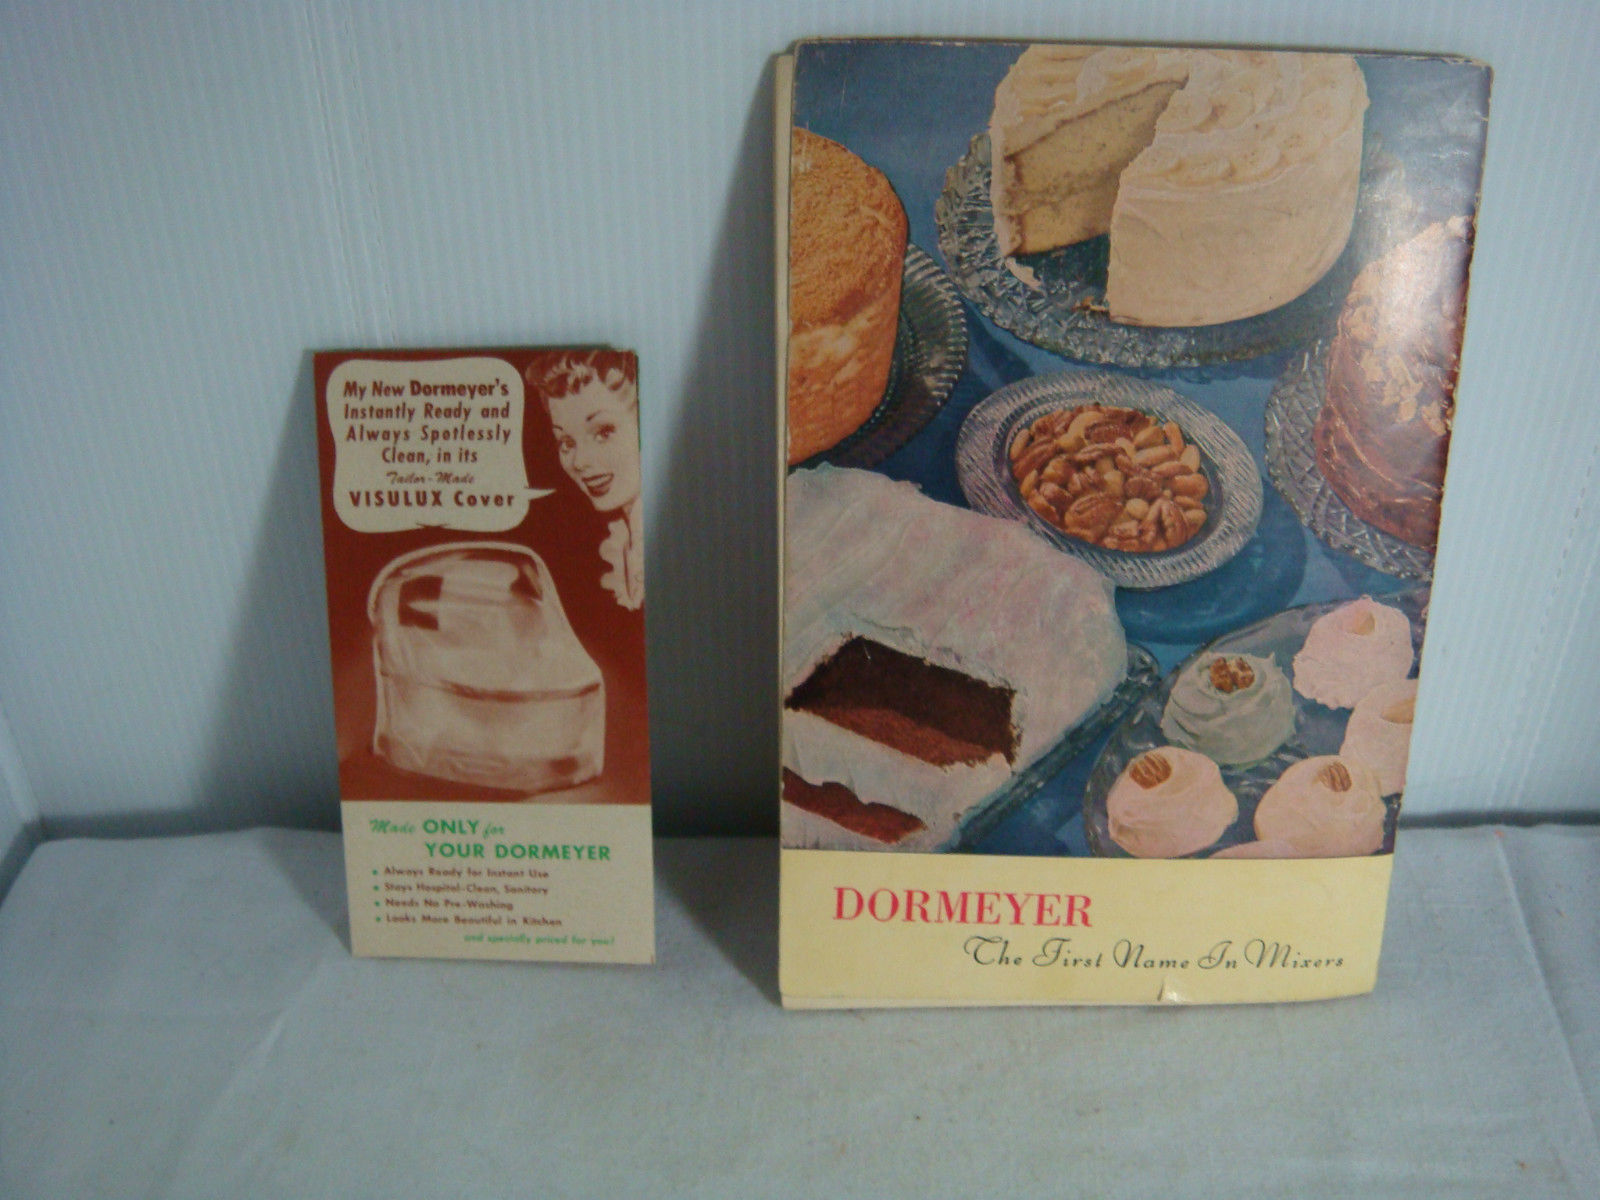 My New Dormeyer's
Instantly Ready and
Always Spotlessly
Clean, in its
Tailor-Made
VISULUX Cover
Made ONLY for
YOUR DORMEYER
• Always Ready for Instant Use
• Stays Hospital-Clean, Sanitary
• Needs No Pre-Washing
• Looks More Beautiful in Kitchen
and specially priced for you!
DORMEYER
The First Name In Mixers